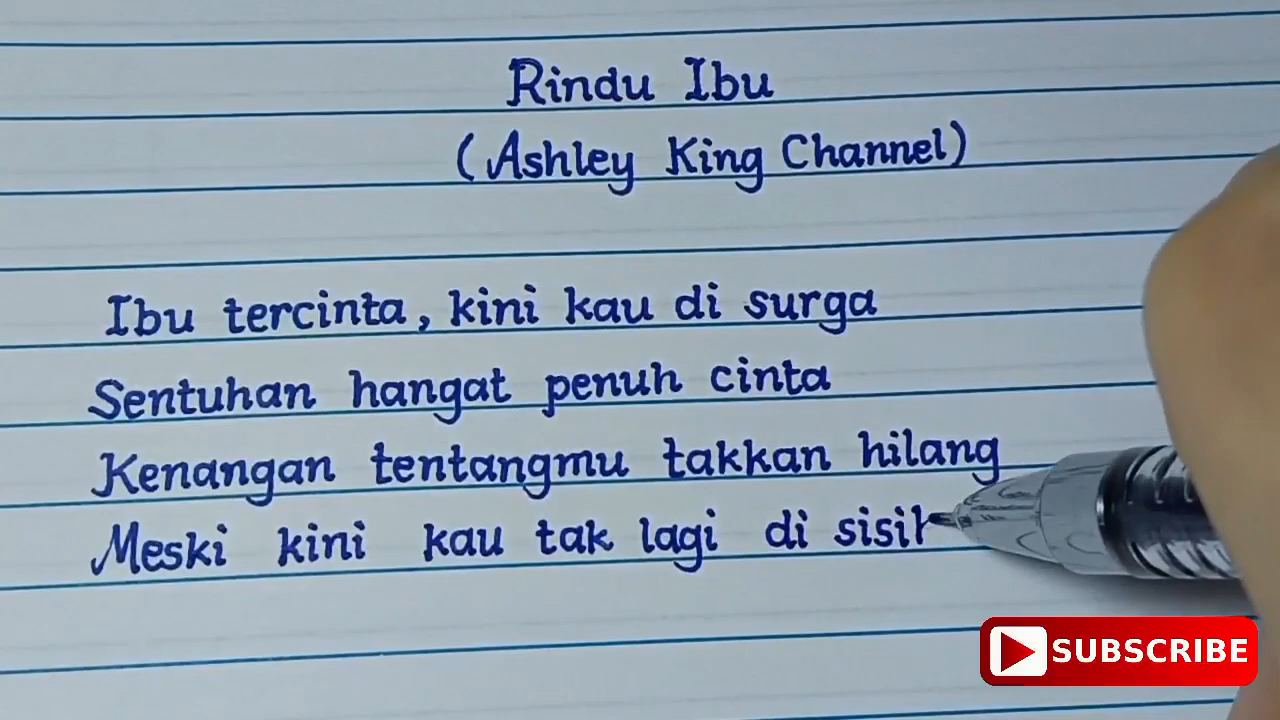 Rindu Ibu
(Ashley King Channel)
Ibu tercinta, kini kau di surga
Sentuhan hangat penuh cinta
Kenangan tentangmu takkan hilang
Meski kini kau tak lagi di sisi
SUBSCRIBE